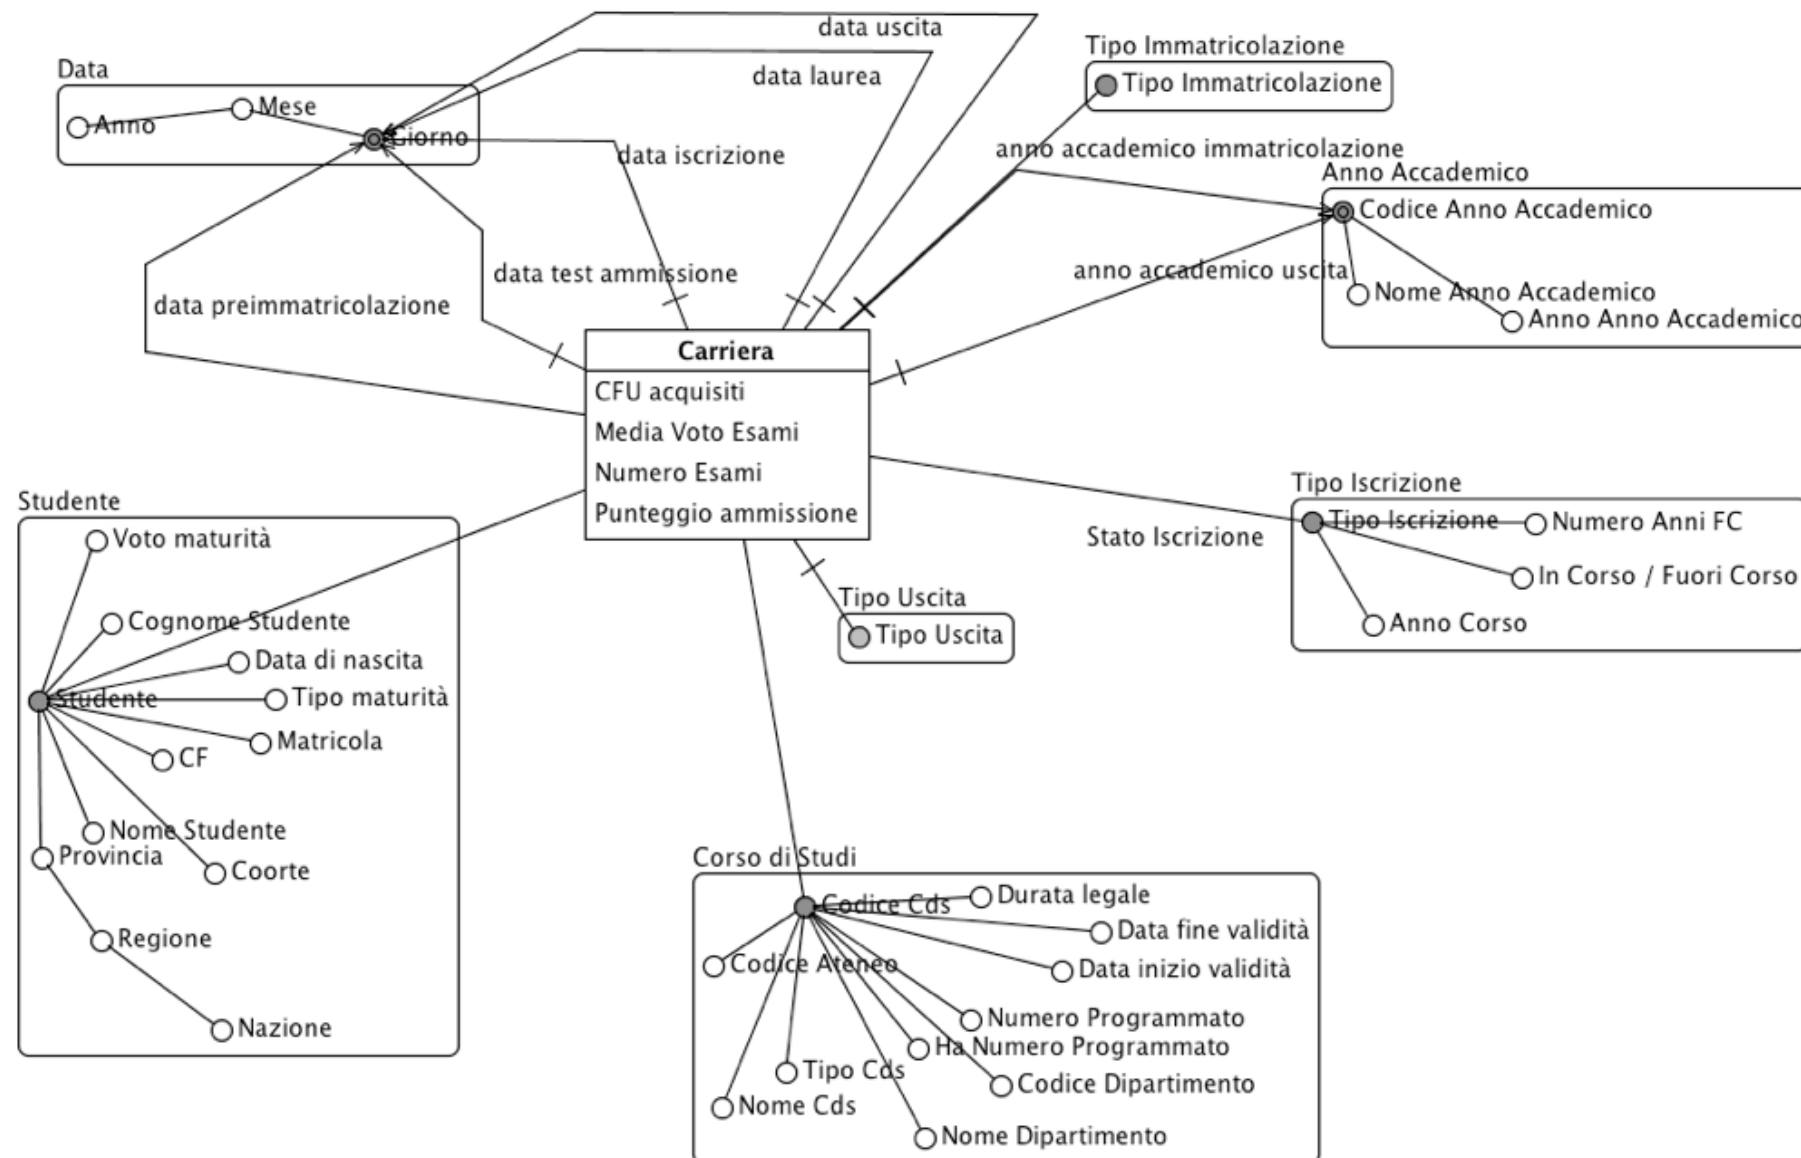 data uscita
Tipo Immatricolazione
Data
data laurea
Tipo Immatricolazione
Mese
Anno
Giorno
data iscrizione
anno accademico immatricolazione
Anno Accademico
Codice Anno Accademico
data test ammissione
anno accademico uscita
data preimmatricolazione
Nome Anno Accademico
Anno Anno Accademico
Carriera
CFU acquisiti
Media Voto Esami
Numero Esami
Punteggio ammissione
Tipo Iscrizione
Tipo Iscrizione
Numero Anni FC
Stato Iscrizione
In Corso / Fuori Corso
Anno Corso
Studente
Voto maturità
Cognome Studente
Data di nascita
Studente
Tipo maturità
Matricola
CF
Nome Studente
Provincia
Coorte
Regione
Nazione
Tipo Uscita
Tipo Uscita
Corso di Studi
Codice Cds
Durata legale
Data fine validità
Codice Ateneo
Data inizio validità
Numero Programmato
Ha Numero Programmato
Tipo Cds
Codice Dipartimento
Nome Cds
Nome Dipartimento